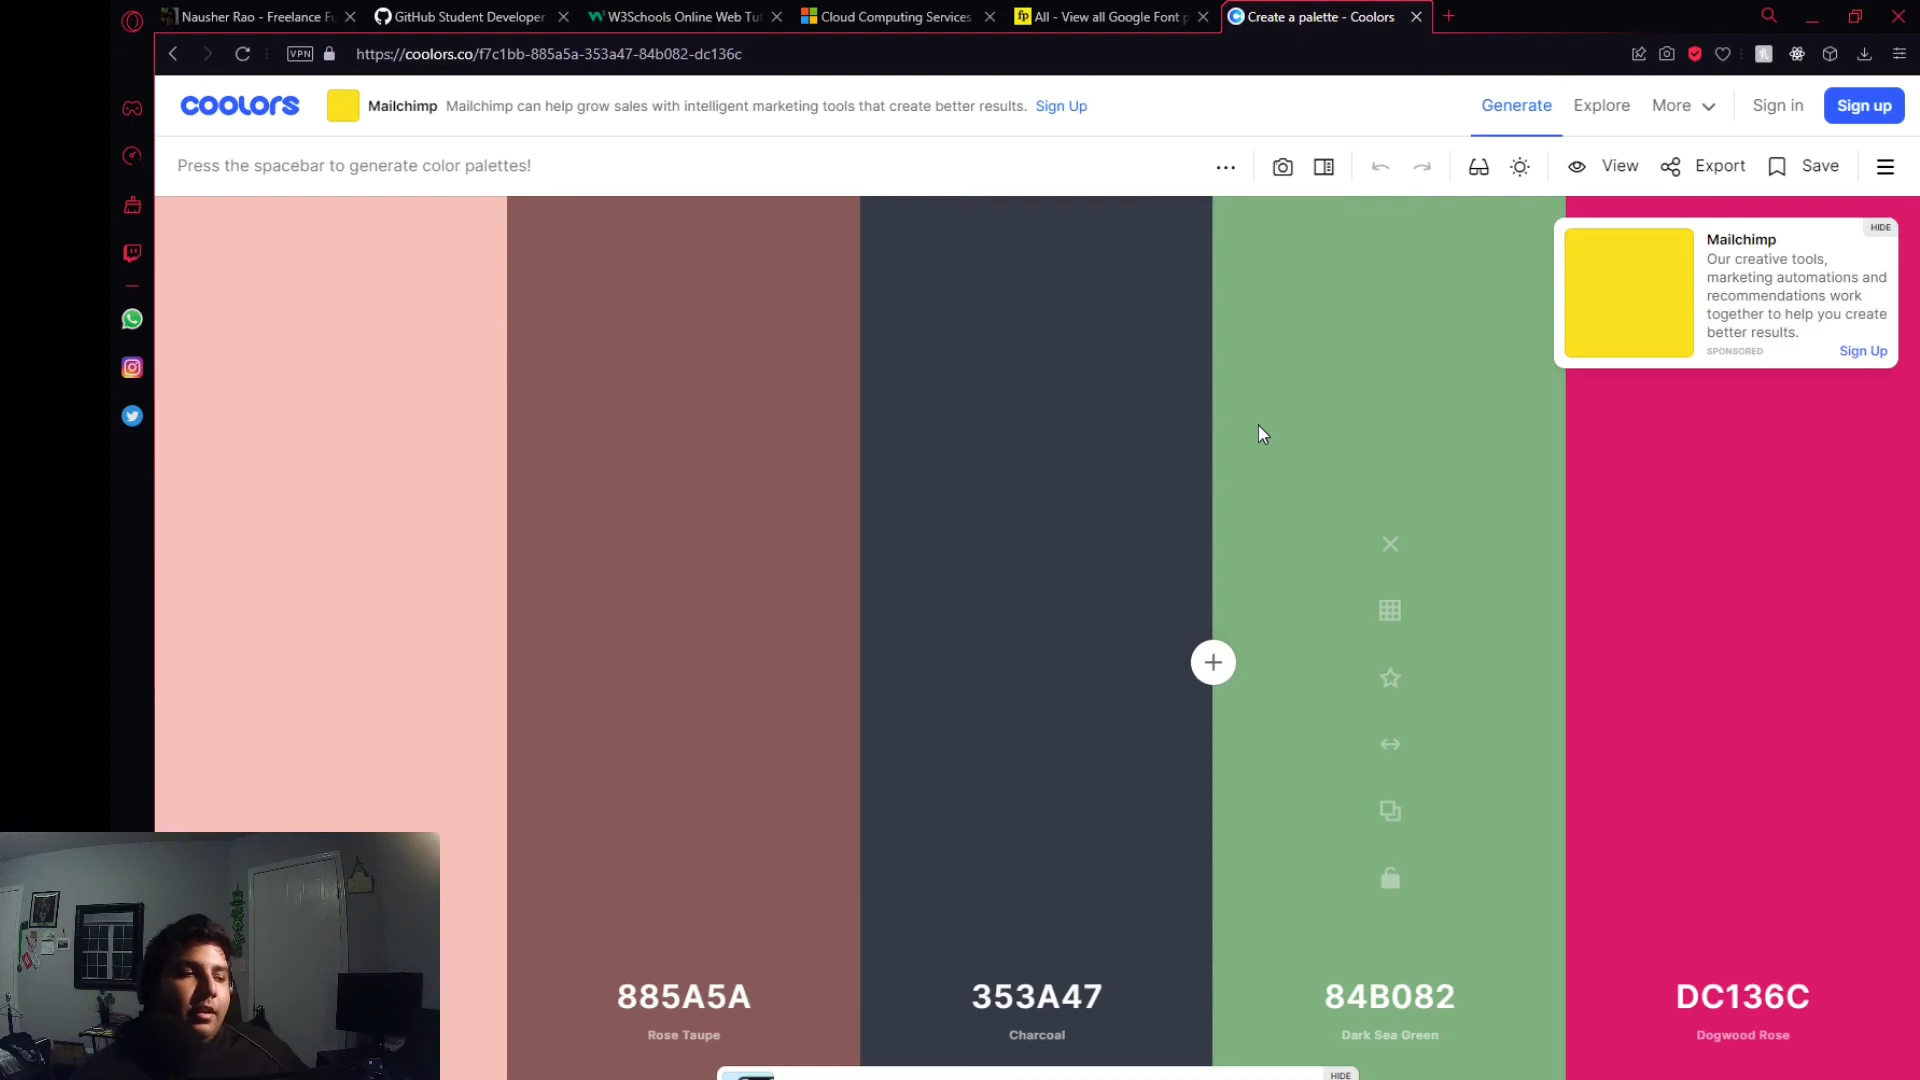 Nausher Rao - Freelance Fu
GitHub Student Developer
W3Schools Online Web Tut
Cloud Computing Services
fp
All - View all Google Font p
Create a palette - Coolors
VPN
https://coolors.co/f7c1bb-885a5a-353a47-84b082-dc136c
coolors
Mailchimp
Mailchimp can help grow sales with intelligent marketing tools that create better results. Sign Up
Generate
Explore
More
Sign in
Sign up
Press the spacebar to generate color palettes!
View
Export
Save
HIDE
Mailchimp
Our creative tools,
marketing automations and
recommendations work
together to help you create
better results.
SPONSORED
Sign Up
885A5A
Rose Taupe
353A47
Charcoal
84B082
Dark Sea Green
DC136C
Dogwood Rose
HIDE